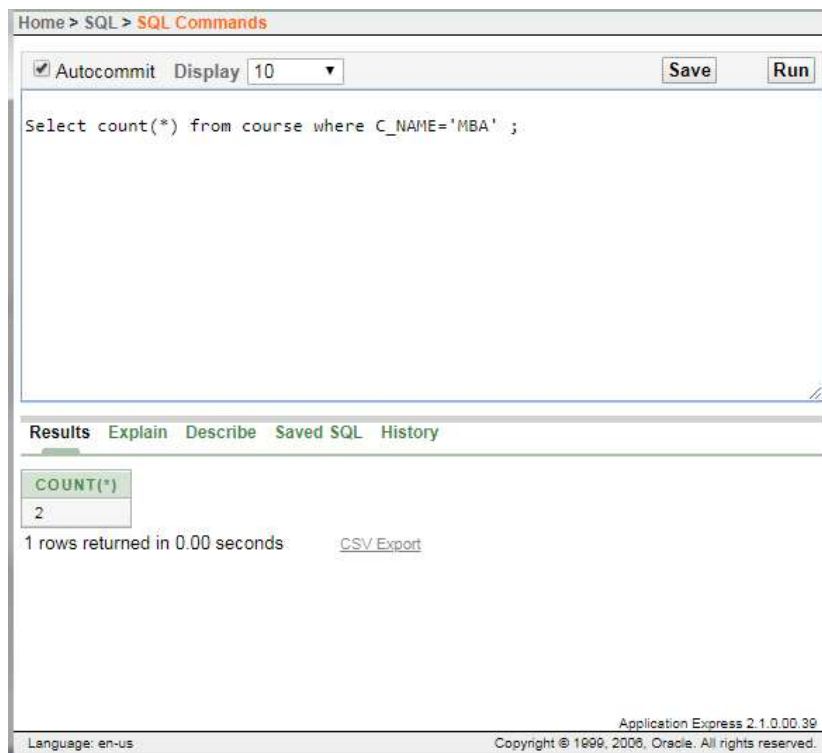 Home > SQL > SQL Commands
Autocommit Display 10 Save Run
Select count(*) from course where C_NAME='MBA' ;
Results Explain Describe Saved SQL History
COUNT(*)
2
1 rows returned in 0.00 seconds CSV Export
Application Express 2.1.0.00.39
Language: en-us Copyright © 1999, 2006, Oracle. All rights reserved.